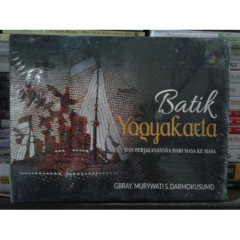 Batik
Yogyakarta
DAN PERJALANANNYA DARI MASA KE MASA
GBRAY. MURYWATI S. DARMOKUSUMO